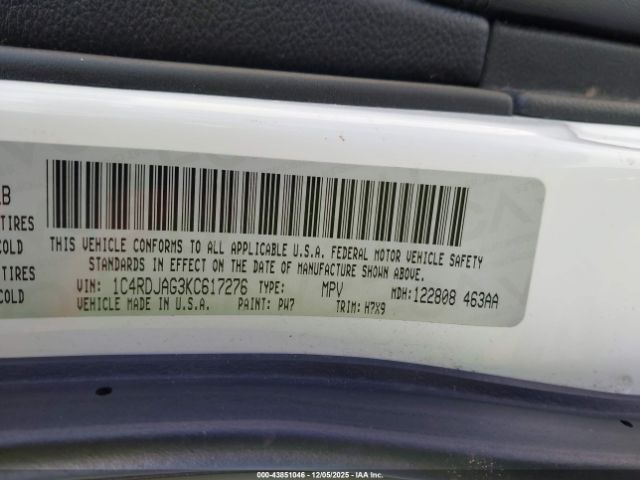 LB
TIRES
COLD
TIRES
COLD
THIS VEHICLE CONFORMS TO ALL APPLICABLE U.S.A. FEDERAL MOTOR VEHICLE SAFETY
STANDARDS IN EFFECT ON THE DATE OF MANUFACTURE SHOWN ABOVE.
VIN: 1C4RDJAG3KC617276 TYPE: MPV MDH:122808 463AA
VEHICLE MADE IN U.S.A. PAINT: PW7 TRIM: H7X9
000-43851046 - 12/05/2025 - IAA Inc.